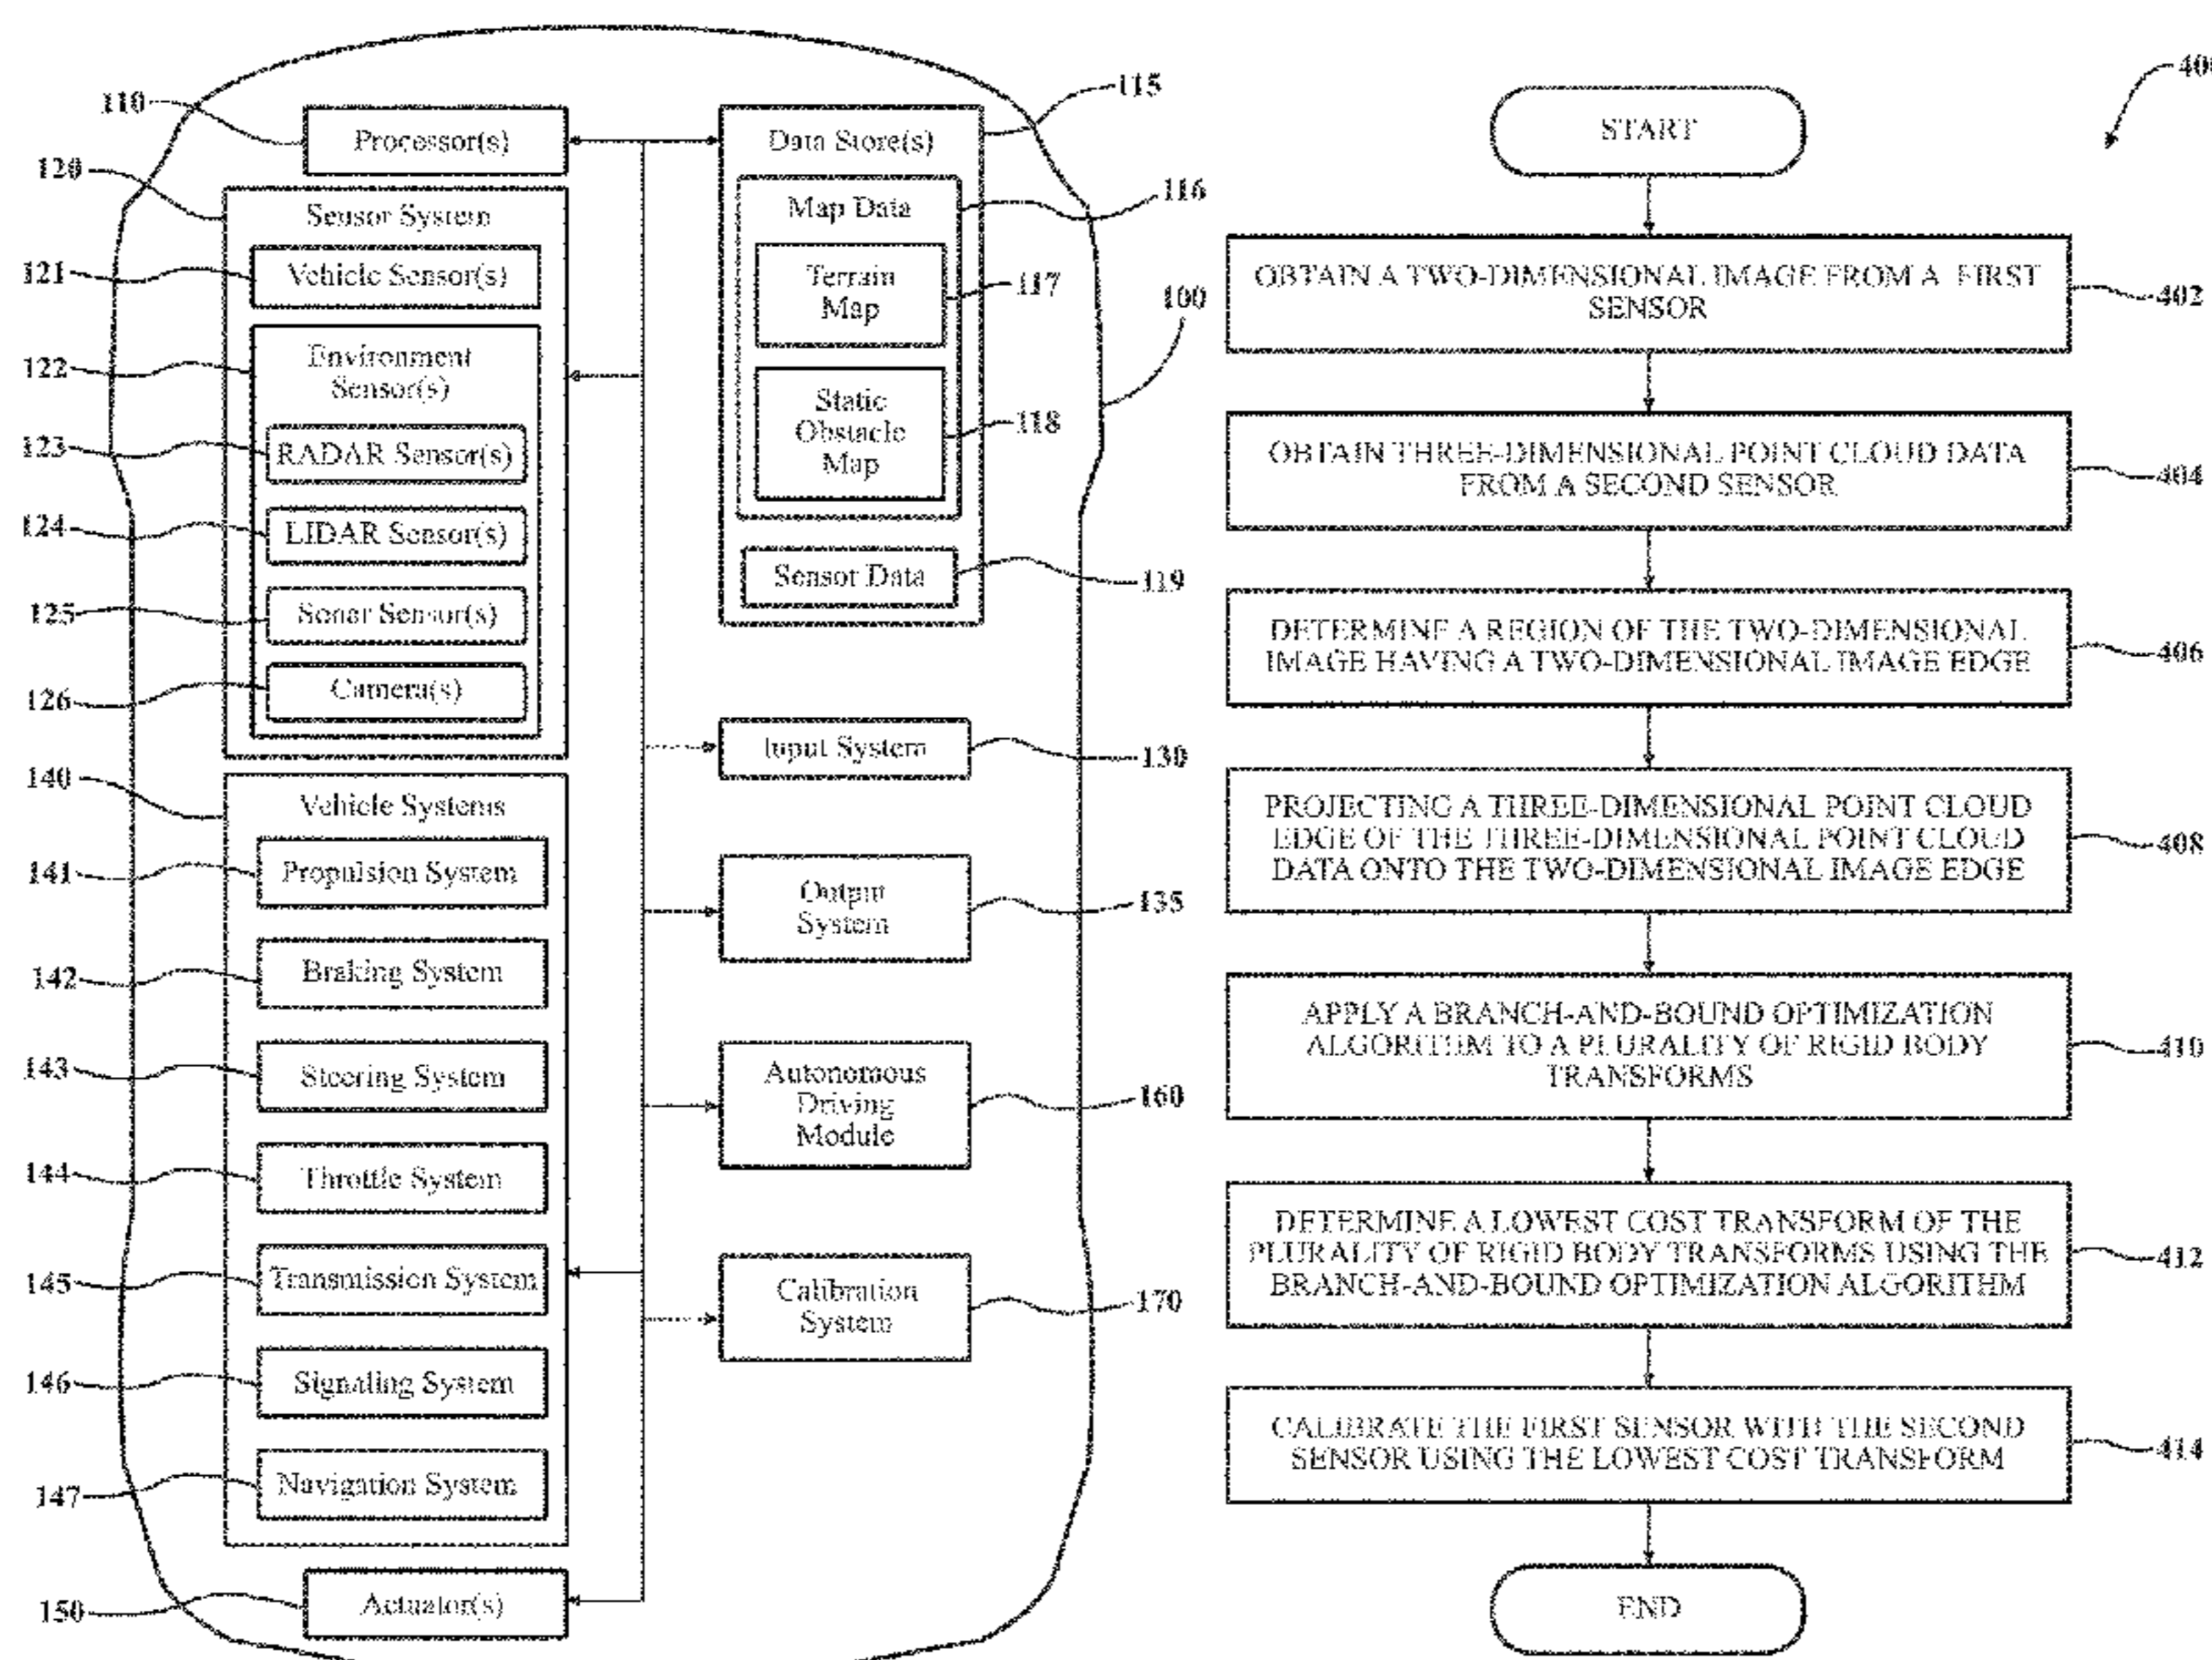 110
Processor(s)
120
Sensor System
121
Vehicle Sensor(s)
122
Environment
Sensor(s)
123
RADAR Sensor(s)
124
LIDAR Sensor(s)
125
Sonar Sensor(s)
126
Camera(s)
140
Vehicle Systems
141
Propulsion System
142
Braking System
143
Steering System
144
Throttle System
145
Transmission System
146
Signaling System
147
Navigation System
150
Actuator(s)
115
Data Store(s)
116
Map Data
Terrain
Map
117
Static
Obstacle
Map
118
Sensor Data
119
100
Input System
130
Output
System
135
Autonomous
Driving
Module
160
Calibration
System
170
START
OBTAIN A TWO-DIMENSIONAL IMAGE FROM A FIRST
SENSOR
402
OBTAIN THREE-DIMENSIONAL POINT CLOUD DATA
FROM A SECOND SENSOR
404
DETERMINE A REGION OF THE TWO-DIMENSIONAL
IMAGE HAVING A TWO-DIMENSIONAL IMAGE EDGE
406
PROJECTING A THREE-DIMENSIONAL POINT CLOUD
EDGE OF THE THREE-DIMENSIONAL POINT CLOUD
DATA ONTO THE TWO-DIMENSIONAL IMAGE EDGE
408
APPLY A BRANCH-AND-BOUND OPTIMIZATION
ALGORITHM TO A PLURALITY OF RIGID BODY
TRANSFORMS
410
DETERMINE A LOWEST COST TRANSFORM OF THE
PLURALITY OF RIGID BODY TRANSFORMS USING THE
BRANCH-AND-BOUND OPTIMIZATION ALGORITHM
412
CALIBRATE THE FIRST SENSOR WITH THE SECOND
SENSOR USING THE LOWEST COST TRANSFORM
414
END